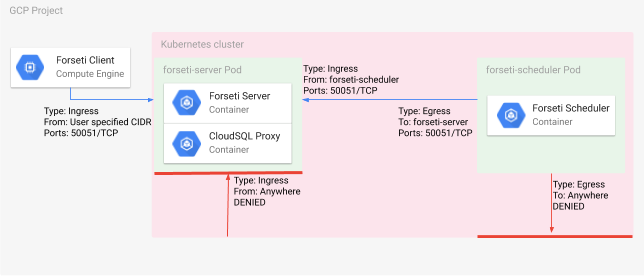 GCP Project
Kubernetes cluster
Forseti Client
Compute Engine
Type: Ingress
From: User specified CIDR
Ports: 50051/TCP
forseti-server Pod
Forseti Server
Container
CloudSQL Proxy
Container
Type: Ingress
From: forseti-scheduler
Ports: 50051/TCP
Type: Egress
To: forseti-server
Ports: 50051/TCP
forseti-scheduler Pod
Forseti Scheduler
Container
Type: Ingress
From: Anywhere
DENIED
Type: Egress
To: Anywhere
DENIED